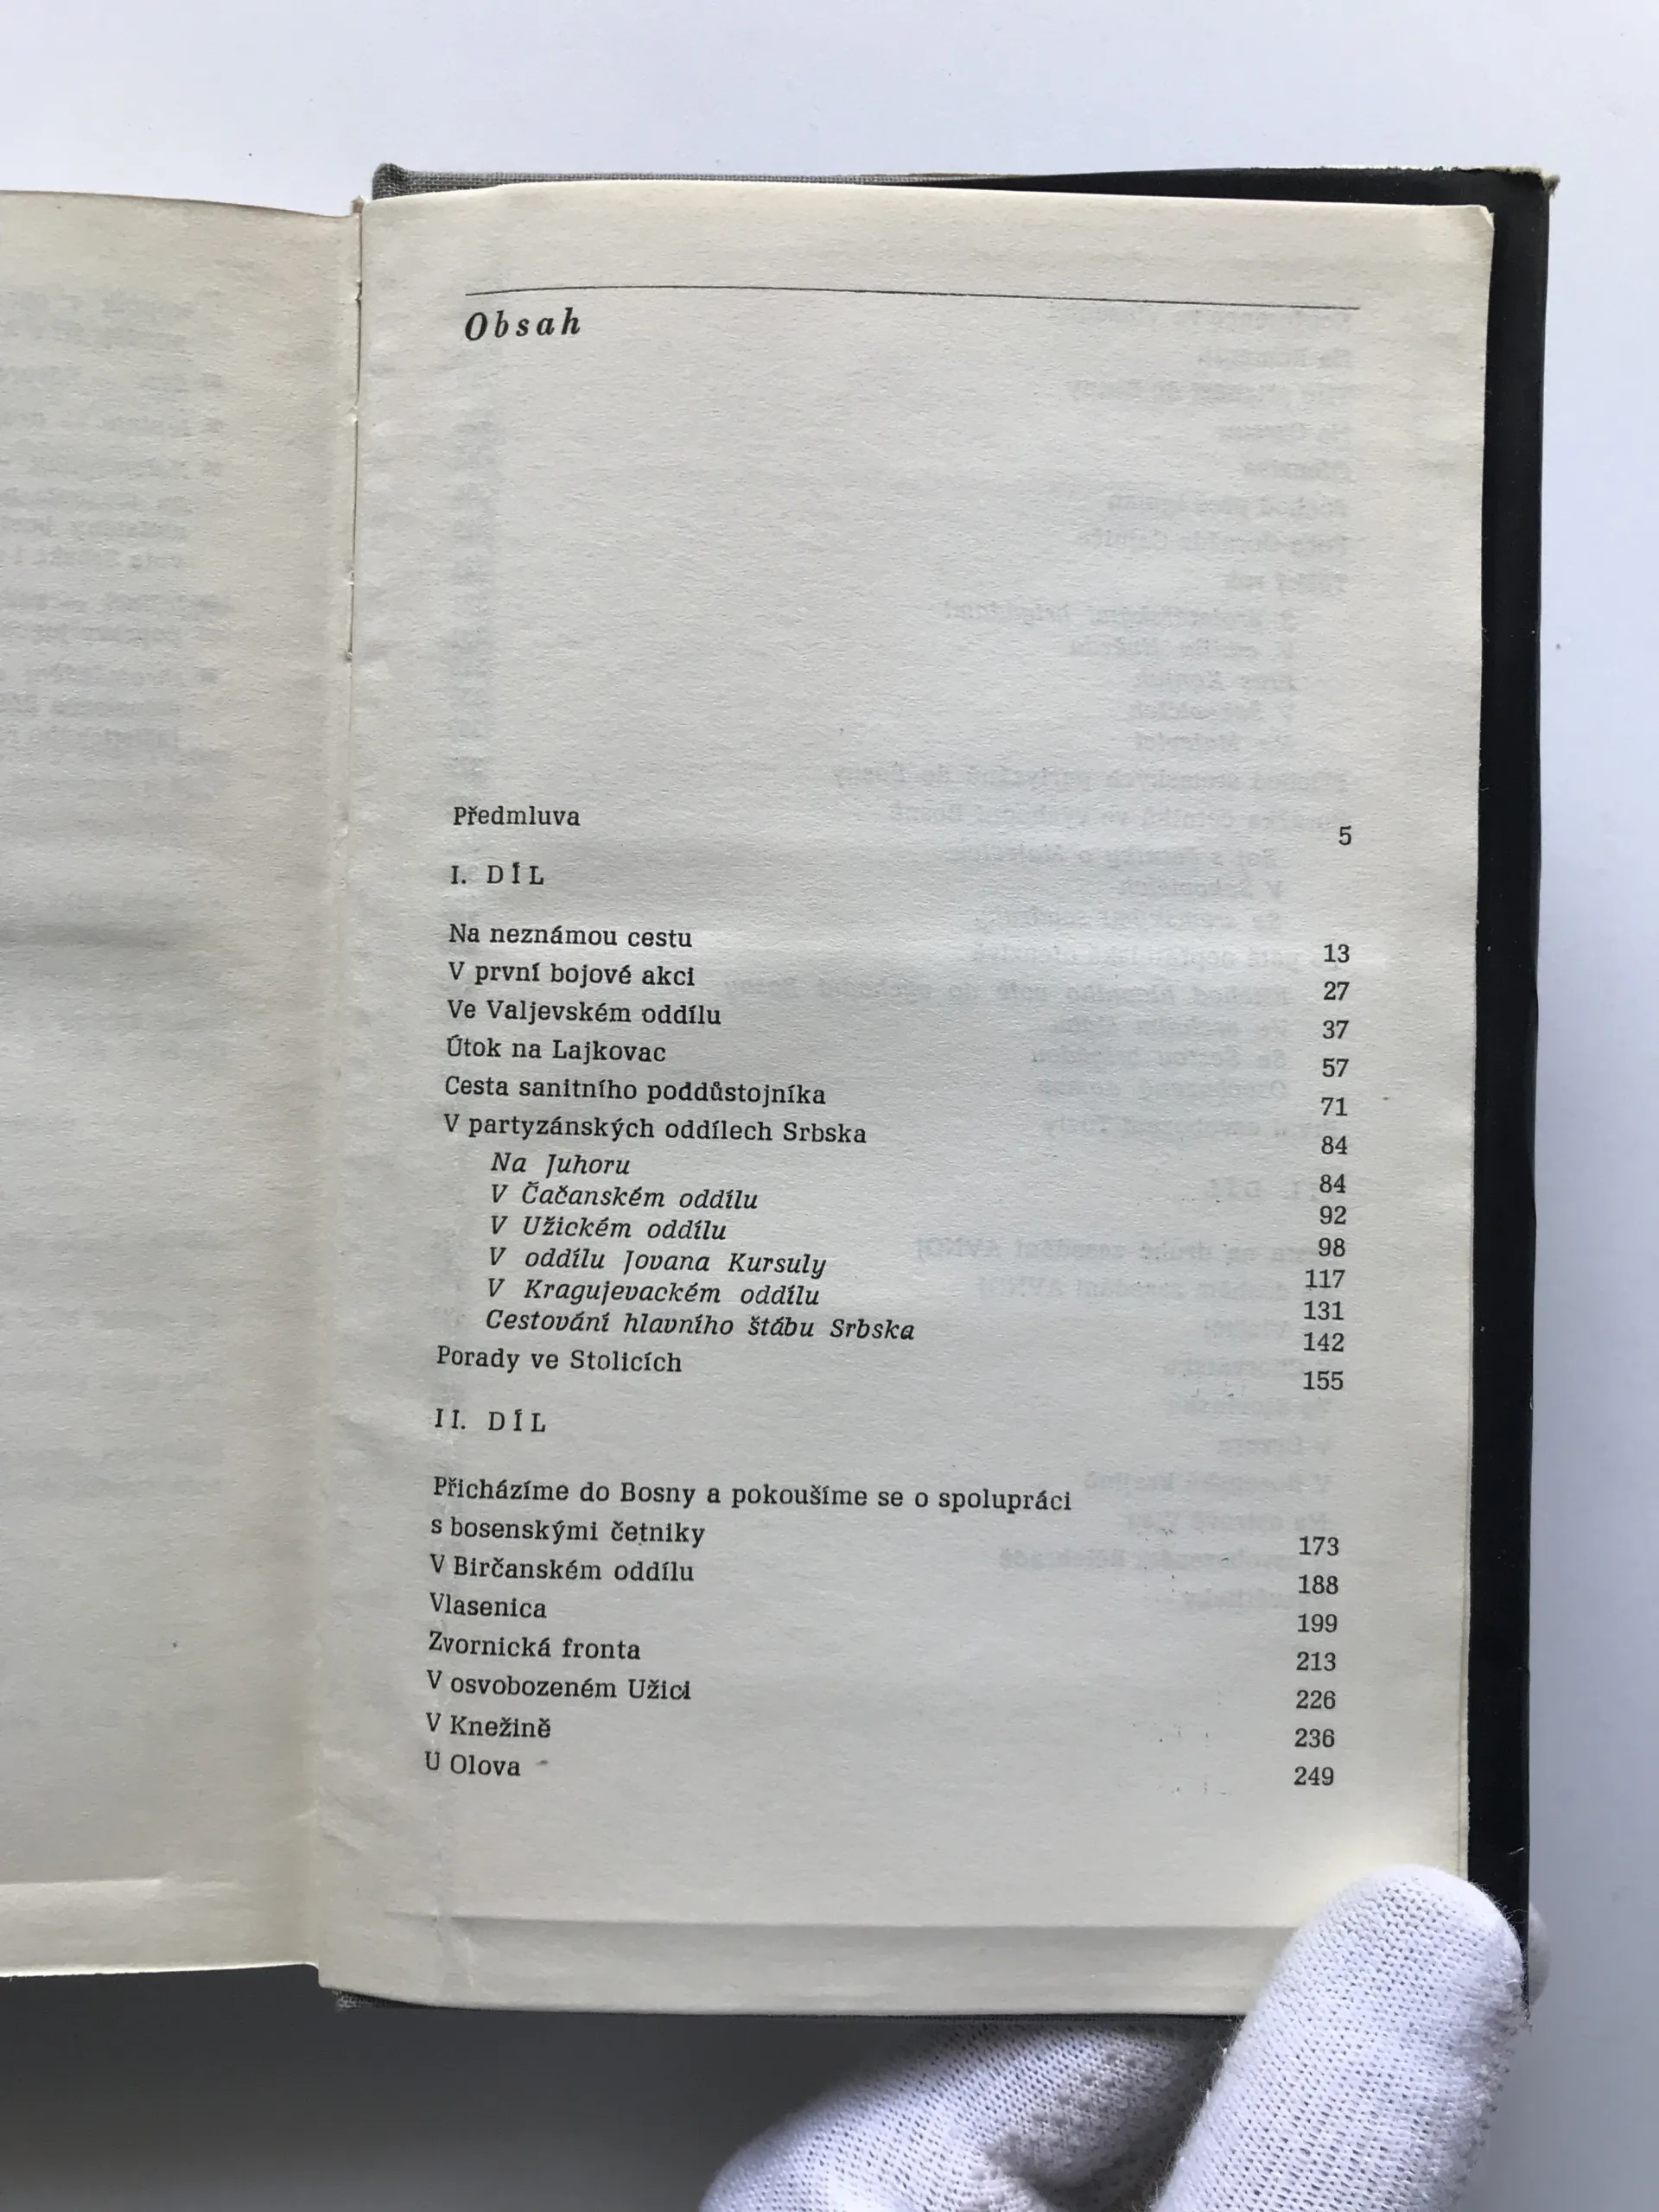 Obsah
Předmluva 5
I. DÍL
Na neznámou cestu 13
V první bojové akci 27
Ve Valjevském oddílu 37
Útok na Lajkovac 57
Cesta sanitního poddůstojníka 71
V partyzánských oddílech Srbska 84
Na Juhoru 84
V Čačanském oddílu 92
V Užickém oddílu 98
V oddílu Jovana Kursuly 117
V Kragujevackém oddílu 131
Cestování hlavního štábu Srbska 142
Porady ve Stolicích 155
II. DÍL
Přicházíme do Bosny a pokoušíme se o spolupráci
s bosenskými četniky 173
V Birčanském oddílu 188
Vlasenica 199
Zvornická fronta 213
V osvobozeném Užici 226
V Knežině 236
U Olova 249